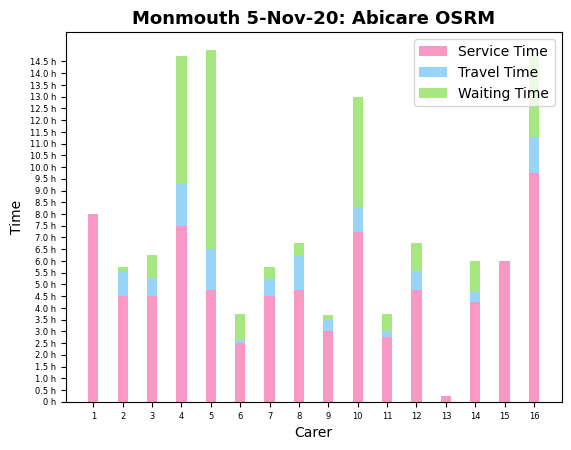 Monmouth 5-Nov-20: Abicare OSRM
Service Time
Travel Time
Waiting Time
Time
14.5 h
14.0 h
13.5 h
13.0 h
12.5 h
12.0 h
11.5 h
11.0 h
10.5 h
10.0 h
9.5 h
9.0 h
8.5 h
8.0 h
7.5 h
7.0 h
6.5 h
6.0 h
5.5 h
5.0 h
4.5 h
4.0 h
3.5 h
3.0 h
2.5 h
2.0 h
1.5 h
1.0 h
0.5 h
0 h
1 2 3 4 5 6 7 8 9 10 11 12 13 14 15 16
Carer